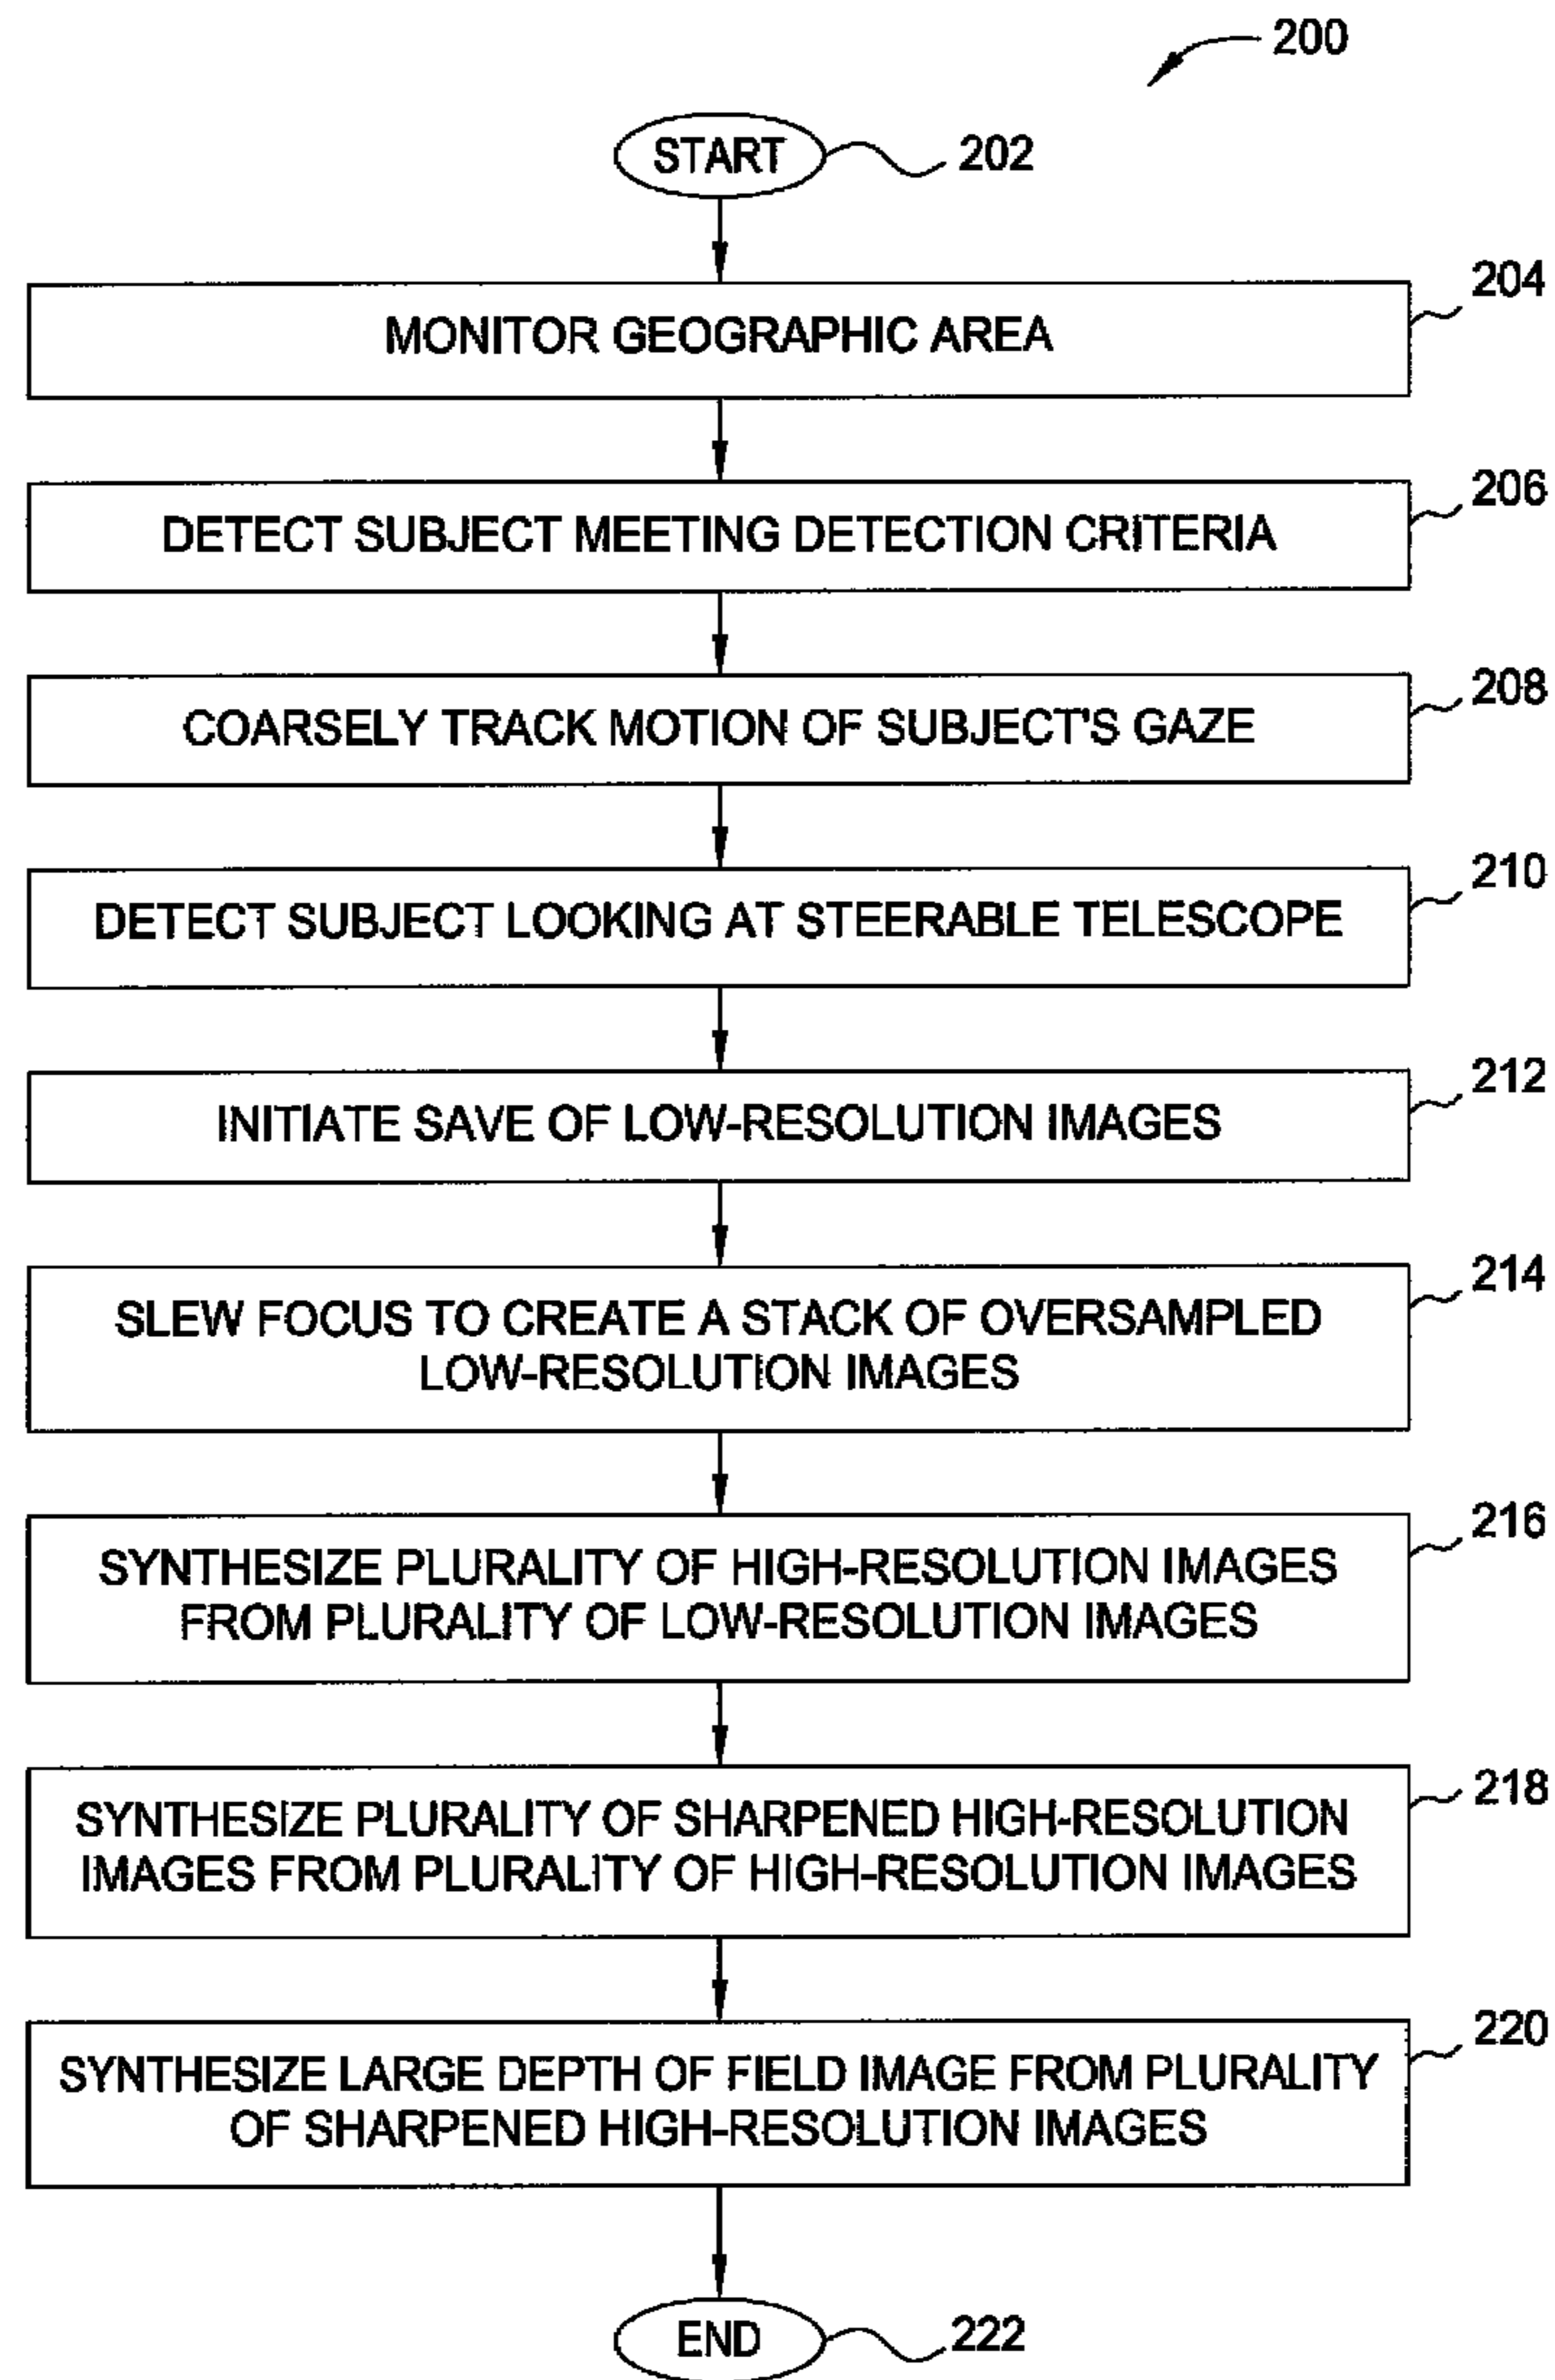 200
START
202
204
MONITOR GEOGRAPHIC AREA
206
DETECT SUBJECT MEETING DETECTION CRITERIA
208
COARSELY TRACK MOTION OF SUBJECT'S GAZE
210
DETECT SUBJECT LOOKING AT STEERABLE TELESCOPE
212
INITIATE SAVE OF LOW-RESOLUTION IMAGES
214
SLEW FOCUS TO CREATE A STACK OF OVERSAMPLED
LOW-RESOLUTION IMAGES
216
SYNTHESIZE PLURALITY OF HIGH-RESOLUTION IMAGES
FROM PLURALITY OF LOW-RESOLUTION IMAGES
218
SYNTHESIZE PLURALITY OF SHARPENED HIGH-RESOLUTION
IMAGES FROM PLURALITY OF HIGH-RESOLUTION IMAGES
220
SYNTHESIZE LARGE DEPTH OF FIELD IMAGE FROM PLURALITY
OF SHARPENED HIGH-RESOLUTION IMAGES
END
222